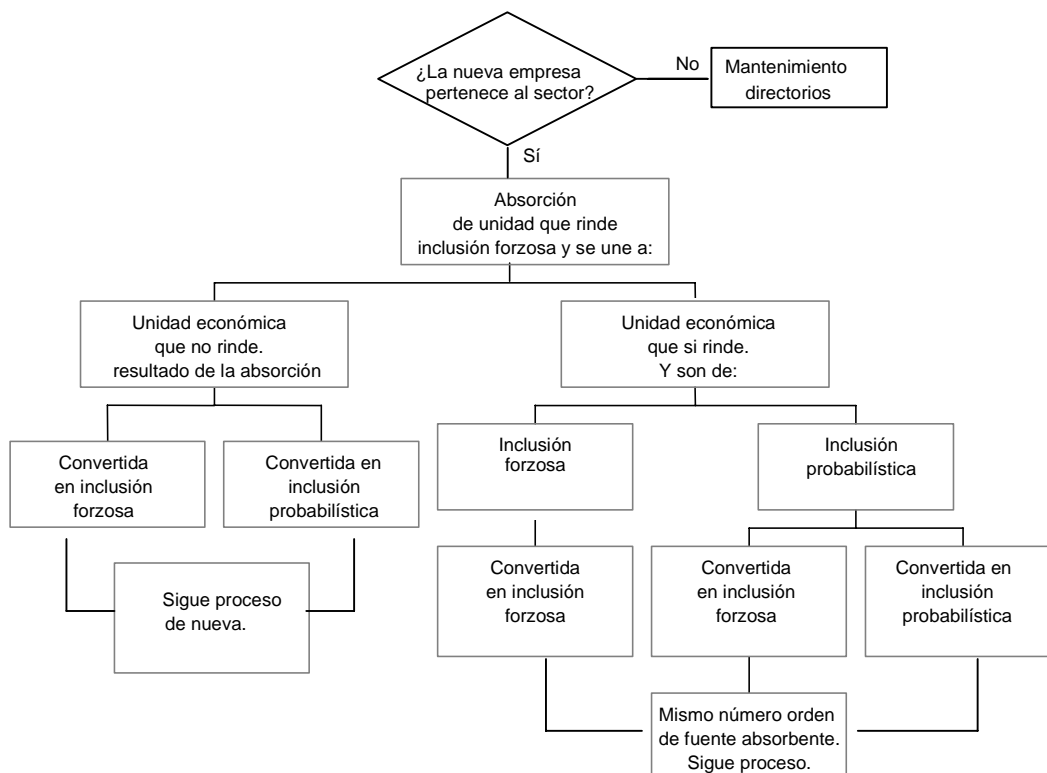 ¿La nueva empresa
pertenece al sector?
No
Mantenimiento
directorios
Sí
Absorción
de unidad que rinde
inclusión forzosa y se une a:
Unidad económica
que no rinde.
resultado de la absorción
Unidad económica
que si rinde.
Y son de:
Convertida
en inclusión
forzosa
Convertida en
inclusión
probabilística
Inclusión
forzosa
Inclusión
probabilística
Sigue proceso
de nueva.
Convertida
en inclusión
forzosa
Convertida
en inclusión
forzosa
Convertida en
inclusión
probabilística
Mismo número orden
de fuente absorbente.
Sigue proceso.